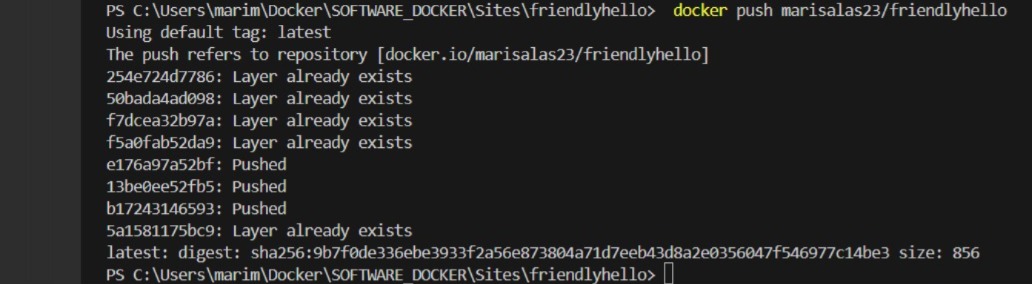 PS C:\Users\marim\Docker\SOFTWARE_DOCKER\Sites\friendlyhello> docker push marisalas23/friendlyhello
Using default tag: latest
The push refers to repository [docker.io/marisalas23/friendlyhello]
254e724d7786: Layer already exists
50bada4ad098: Layer already exists
f7dcea32b97a: Layer already exists
f5a0fab52da9: Layer already exists
e176a97a52bf: Pushed
13be0ee52fb5: Pushed
b17243146593: Pushed
5a1581175bc9: Layer already exists
latest: digest: sha256:9b7f0de336ebe3933f2a56e873804a71d7eeb43d8a2e0356047f546977c14be3 size: 856
PS C:\Users\marim\Docker\SOFTWARE_DOCKER\Sites\friendlyhello>